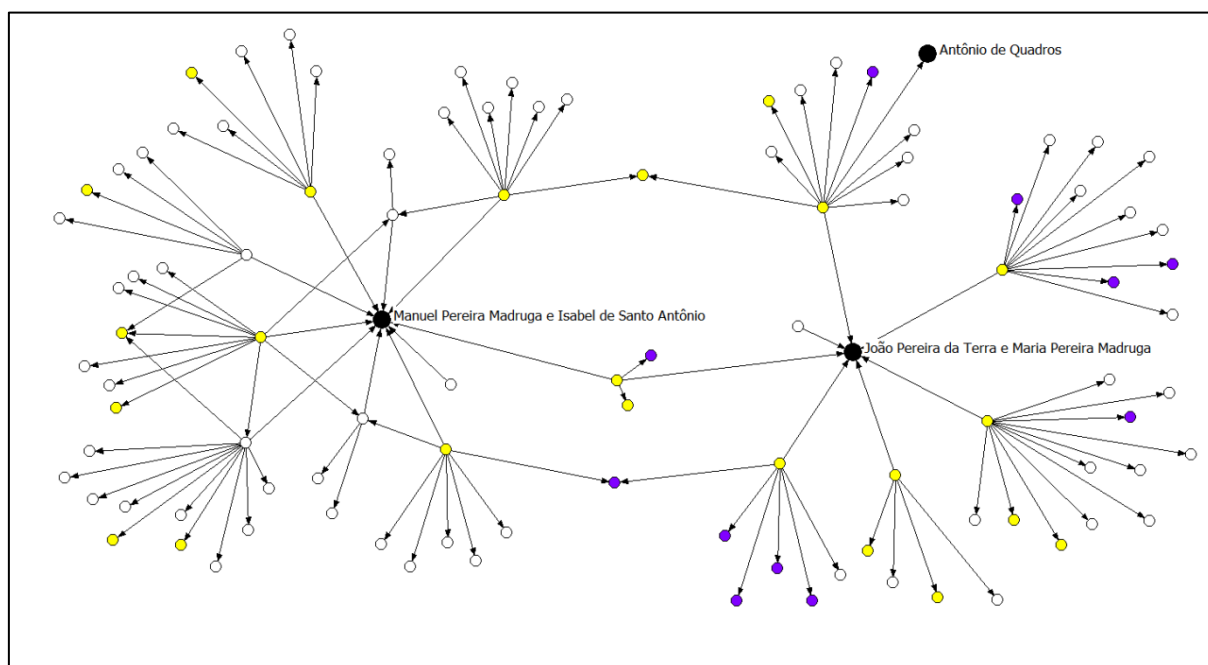 Antônio de Quadros
Manuel Pereira Madruga e Isabel de Santo Antônio
João Pereira da Terra e Maria Pereira Madruga